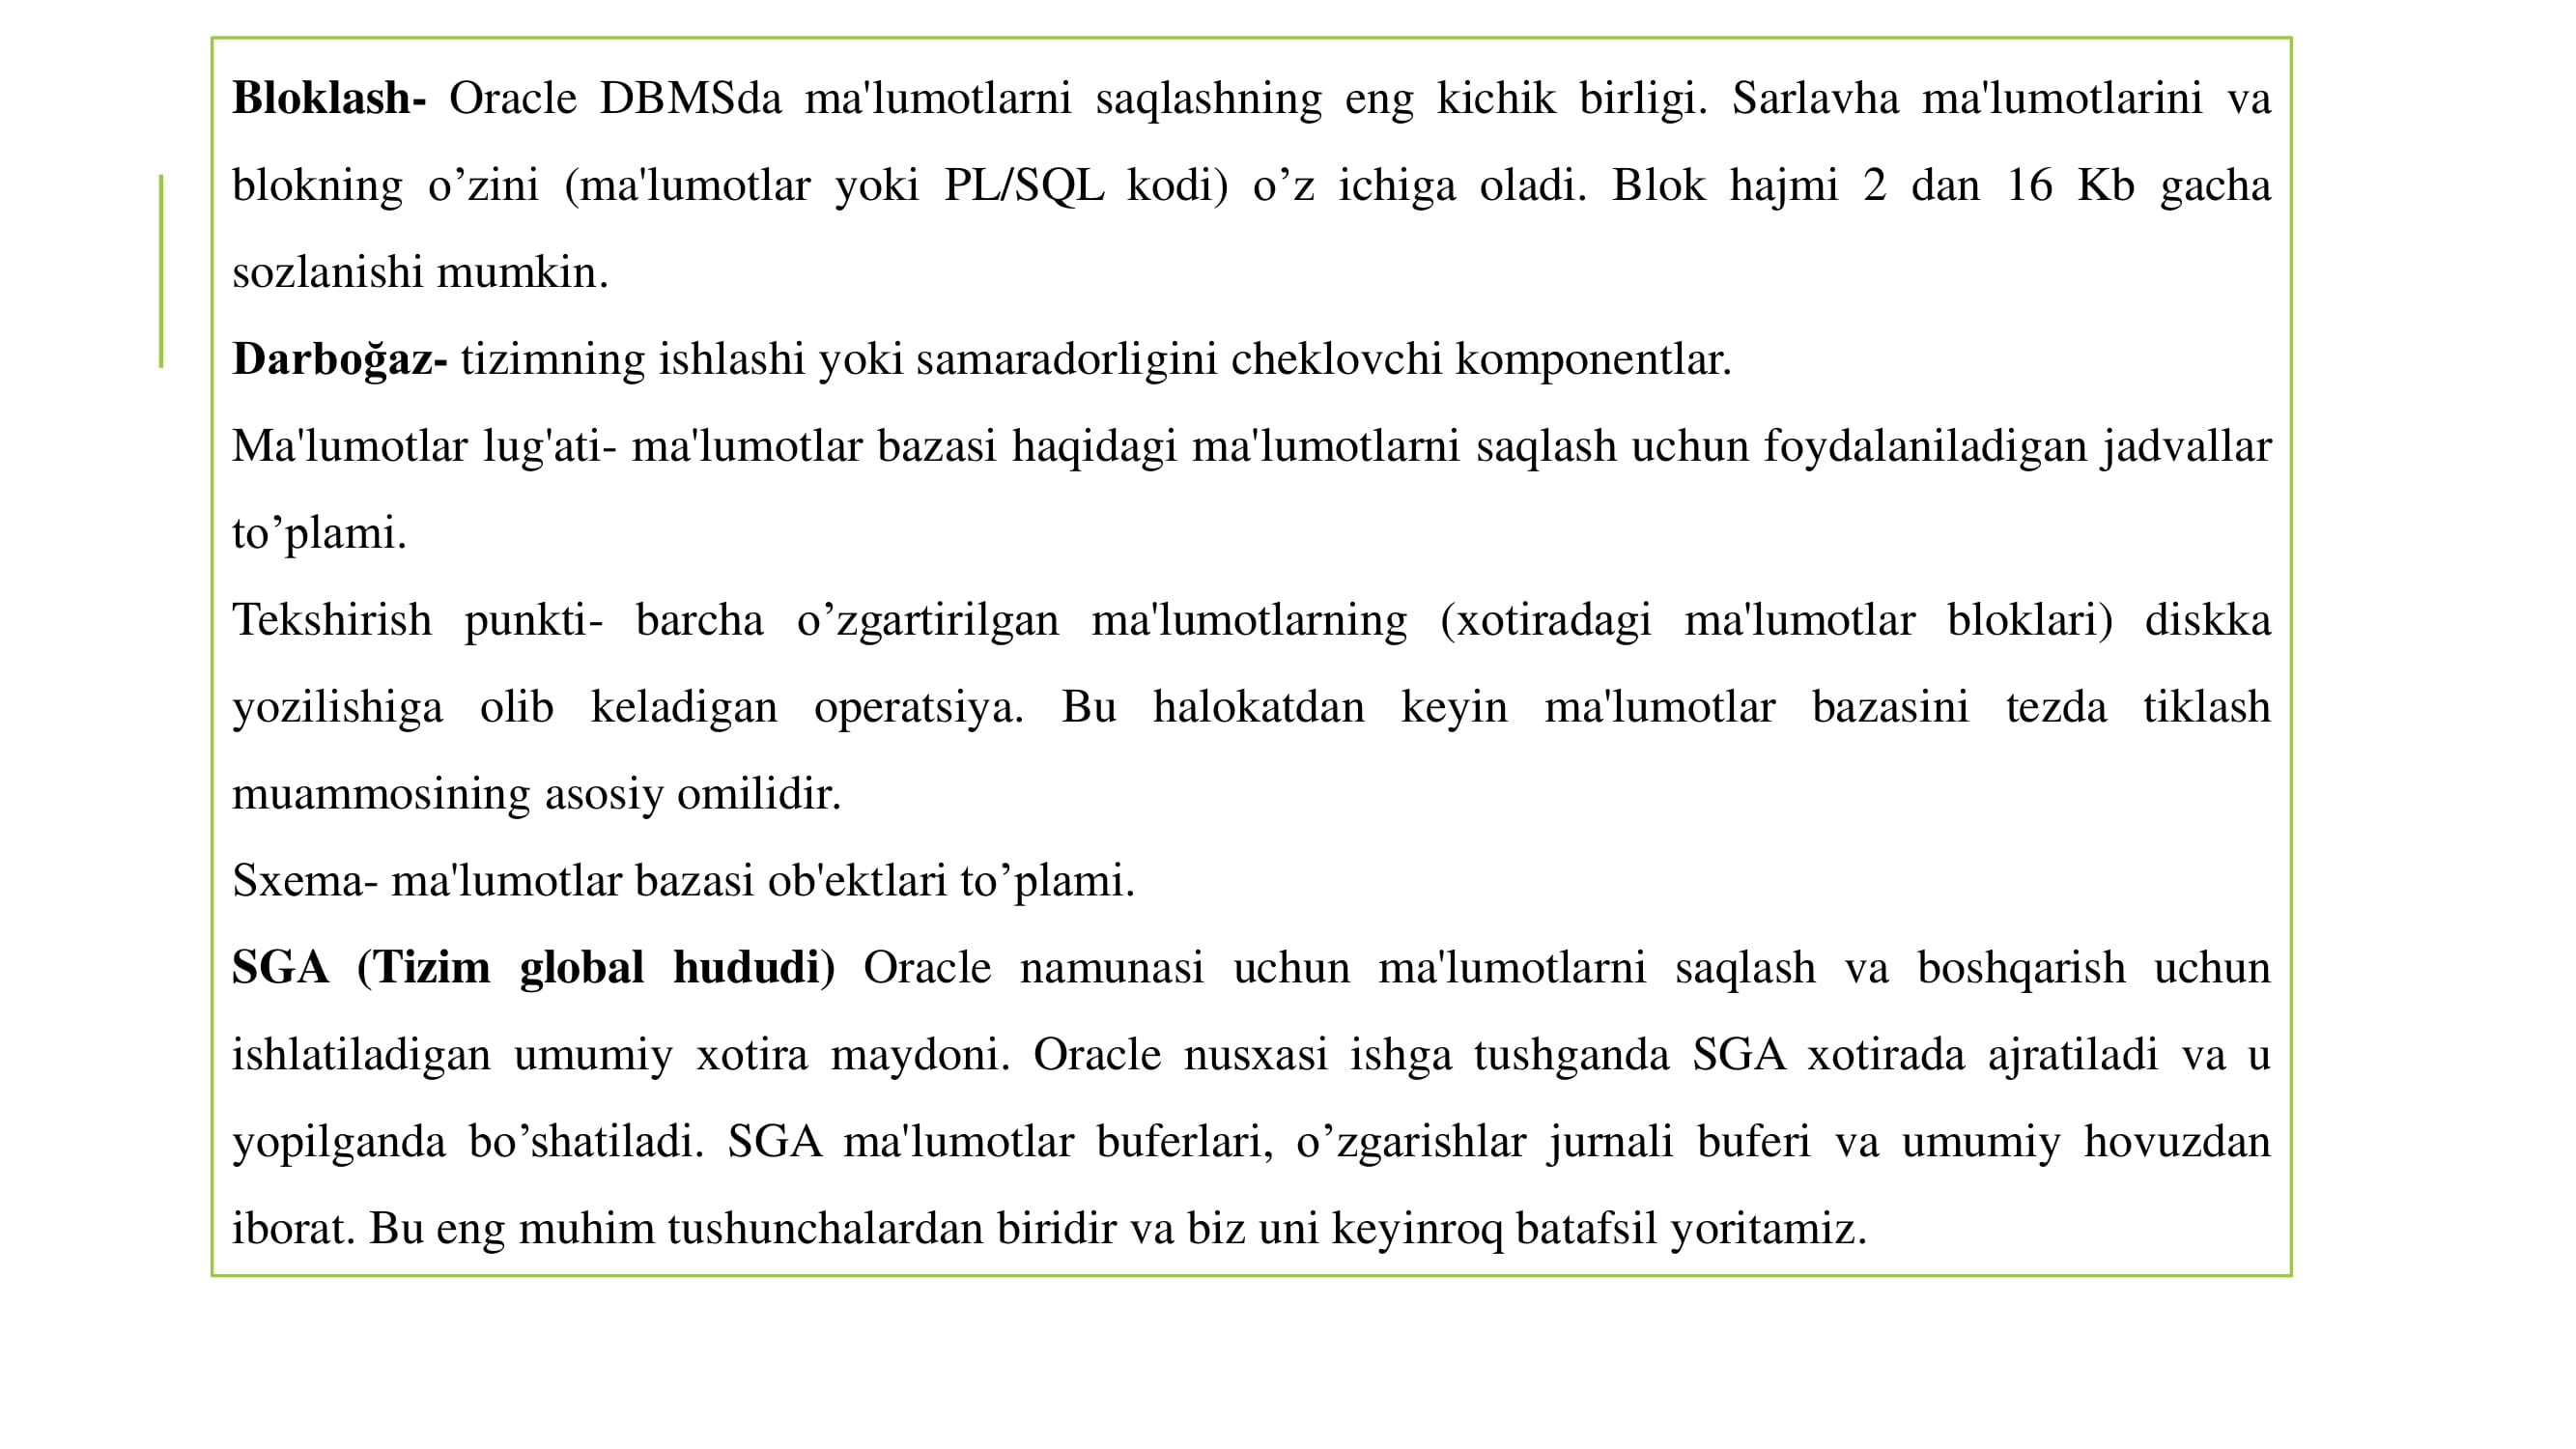 Bloklash- Oracle DBMSda ma'lumotlarni saqlashning eng kichik birligi. Sarlavha ma'lumotlarini va
blokning o’zini (ma'lumotlar yoki PL/SQL kodi) o’z ichiga oladi. Blok hajmi 2 dan 16 Kb gacha
sozlanishi mumkin.
Darboğaz- tizimning ishlashi yoki samaradorligini cheklovchi komponentlar.
Ma'lumotlar lug'ati- ma'lumotlar bazasi haqidagi ma'lumotlarni saqlash uchun foydalaniladigan jadvallar
to’plami.
Tekshirish punkti- barcha o’zgartirilgan ma'lumotlarning (xotiradagi ma'lumotlar bloklari) diskka
yozilishiga olib keladigan operatsiya. Bu halokatdan keyin ma'lumotlar bazasini tezda tiklash
muammosining asosiy omilidir.
Sxema- ma'lumotlar bazasi ob'ektlari to’plami.
SGA (Tizim global hududi) Oracle namunasi uchun ma'lumotlarni saqlash va boshqarish uchun
ishlatiladigan umumiy xotira maydoni. Oracle nusxasi ishga tushganda SGA xotirada ajratiladi va u
yopilganda bo’shatiladi. SGA ma'lumotlar buferlari, o’zgarishlar jurnali buferi va umumiy hovuzdan
iborat. Bu eng muhim tushunchalardan biridir va biz uni keyinroq batafsil yoritamiz.